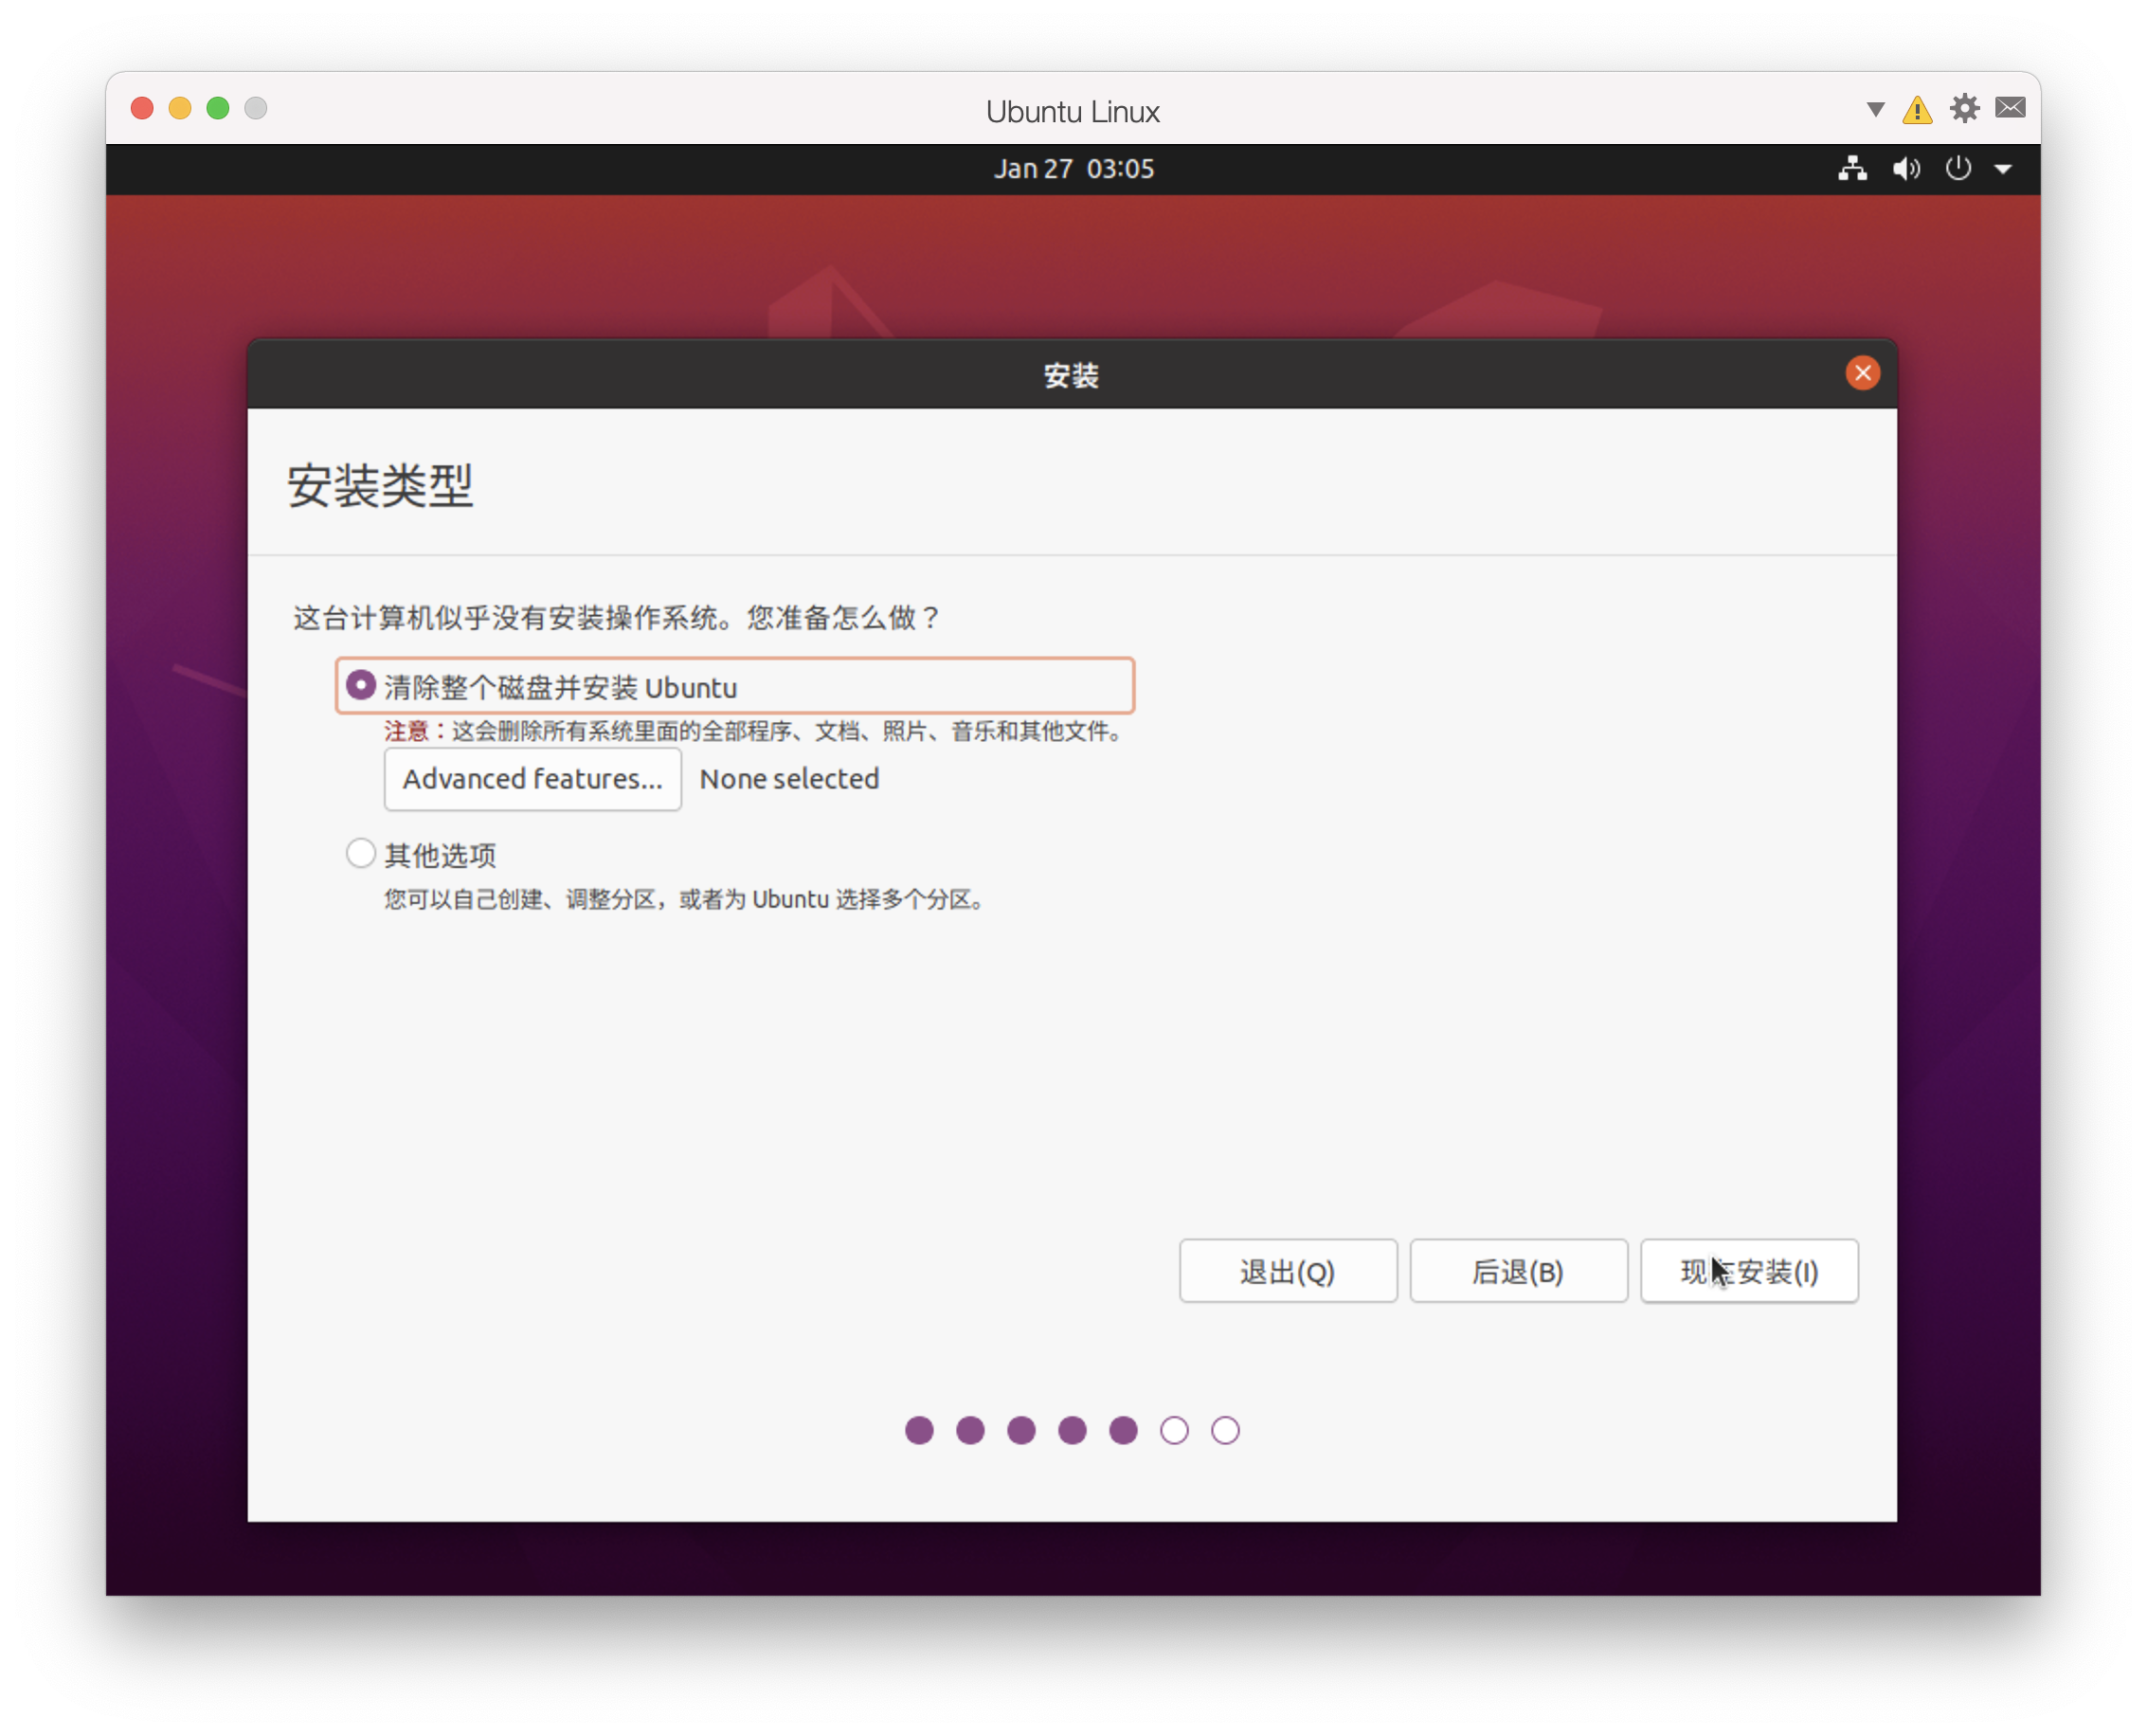 Ubuntu Linux
Jan 27 03:05
安装
安装类型
这台计算机似乎没有安装操作系统。您准备怎么做？
清除整个磁盘并安装 Ubuntu
注意：这会删除所有系统里面的全部程序、文档、照片、音乐和其他文件。
Advanced features... None selected
其他选项
您可以自己创建、调整分区，或者为 Ubuntu 选择多个分区。
退出(Q) 后退(B) 现在安装(I)